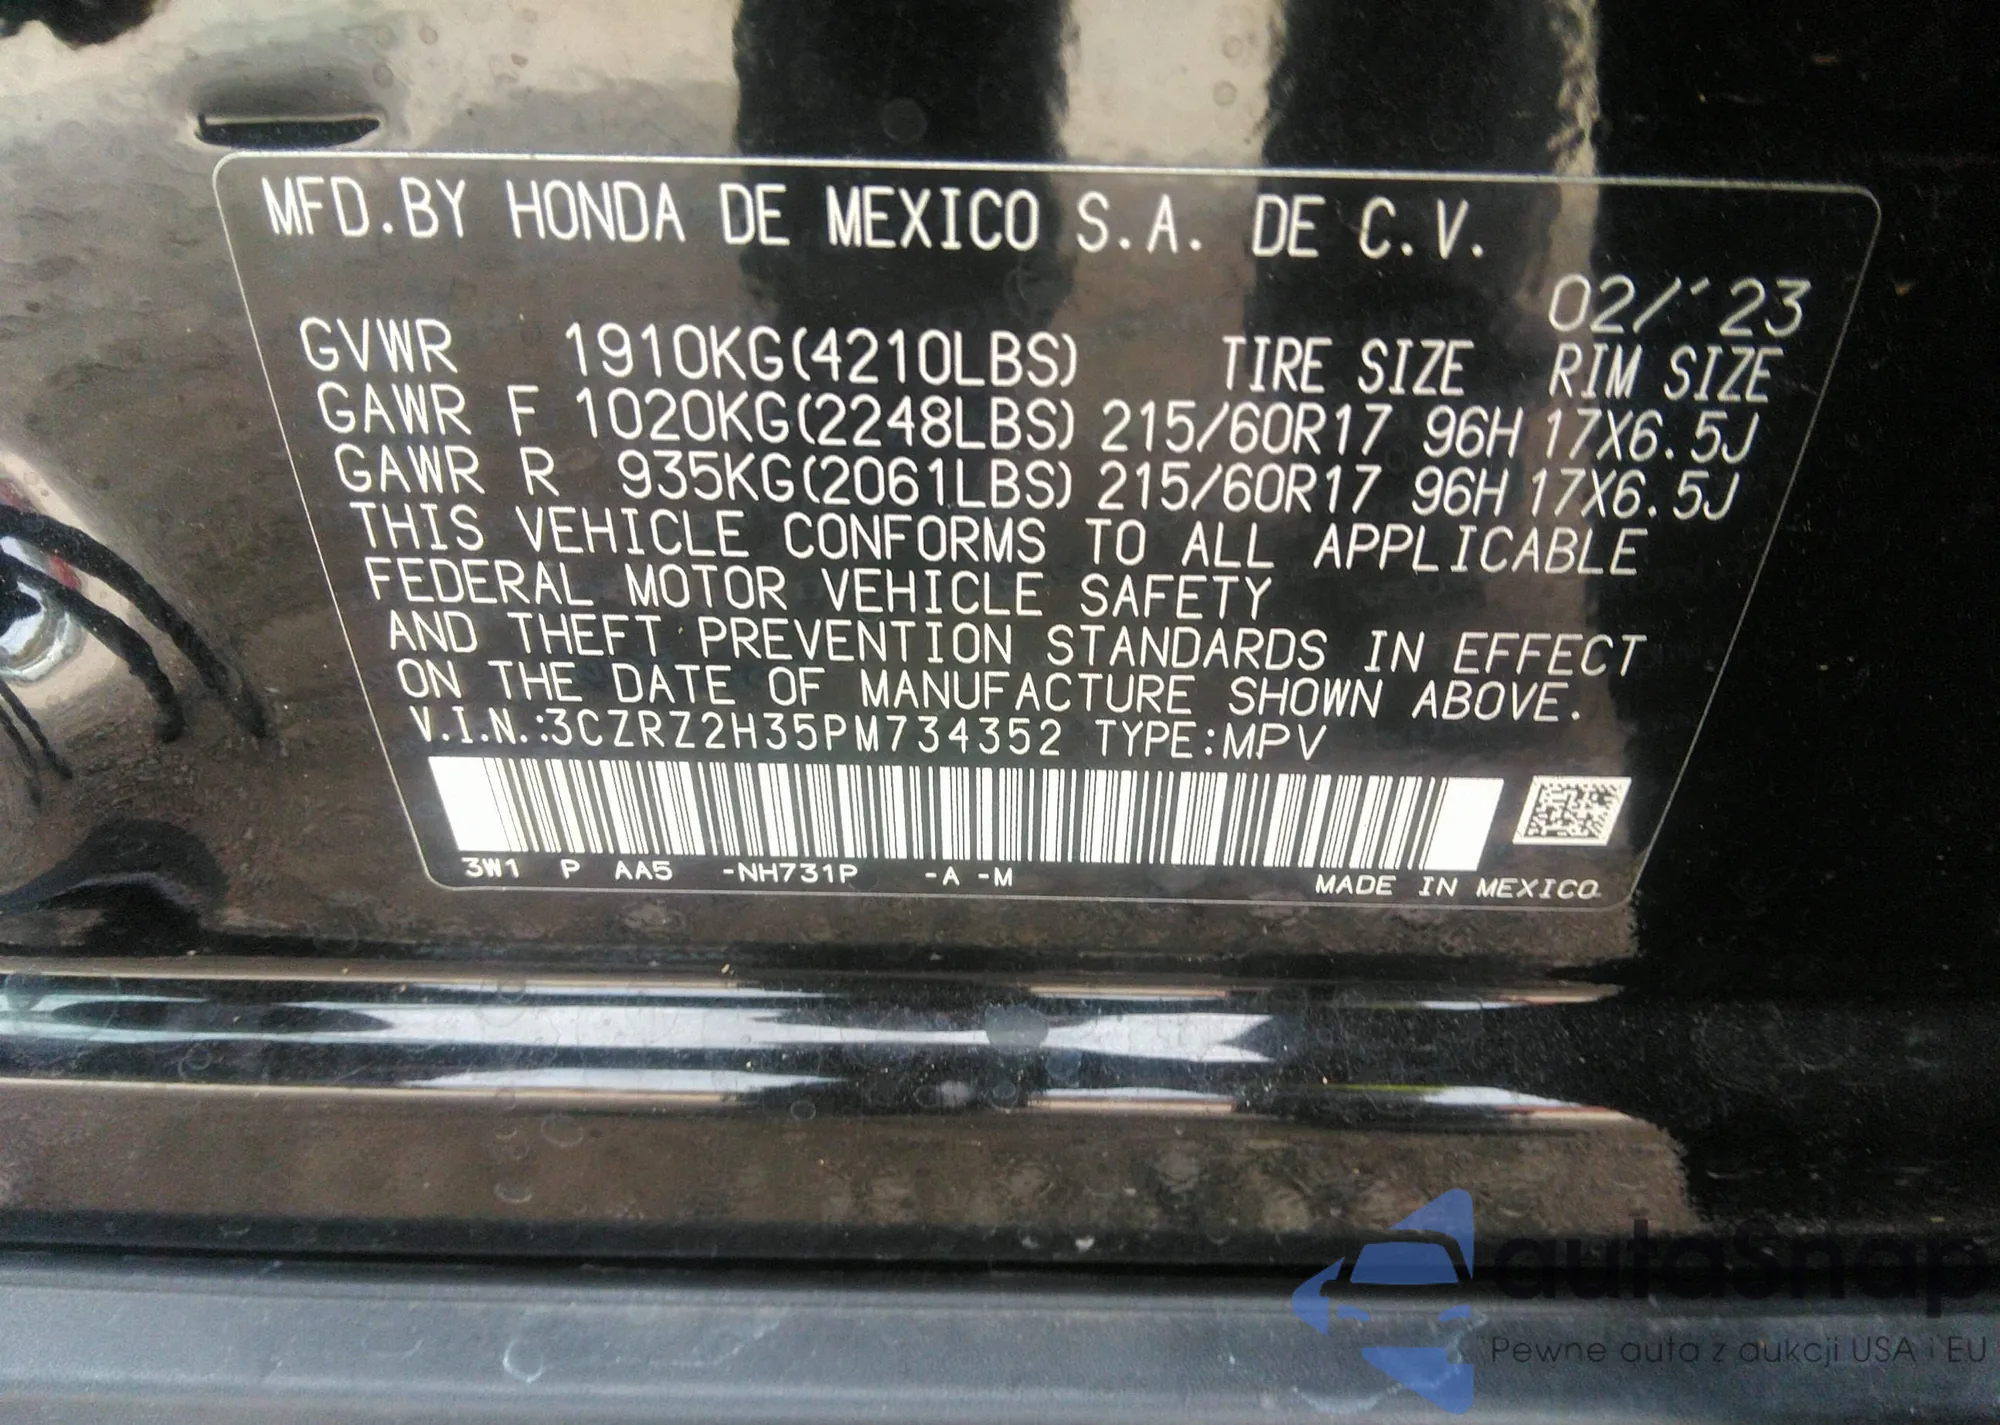 MFD.BY HONDA DE MEXICO S.A. DE C.V.
02/'23
GVWR 1910KG(4210LBS) TIRE SIZE RIM SIZE
GAWR F 1020KG(2248LBS) 215/60R17 96H 17X6.5J
GAWR R 935KG(2061LBS) 215/60R17 96H 17X6.5J
THIS VEHICLE CONFORMS TO ALL APPLICABLE
FEDERAL MOTOR VEHICLE SAFETY
AND THEFT PREVENTION STANDARDS IN EFFECT
ON THE DATE OF MANUFACTURE SHOWN ABOVE.
V.I.N.:3CZRZ2H35PM734352 TYPE:MPV
3W1 P AA5 -NH731P -A -M MADE IN MEXICO
autasnap
Pewne auta z aukcji USA i EU